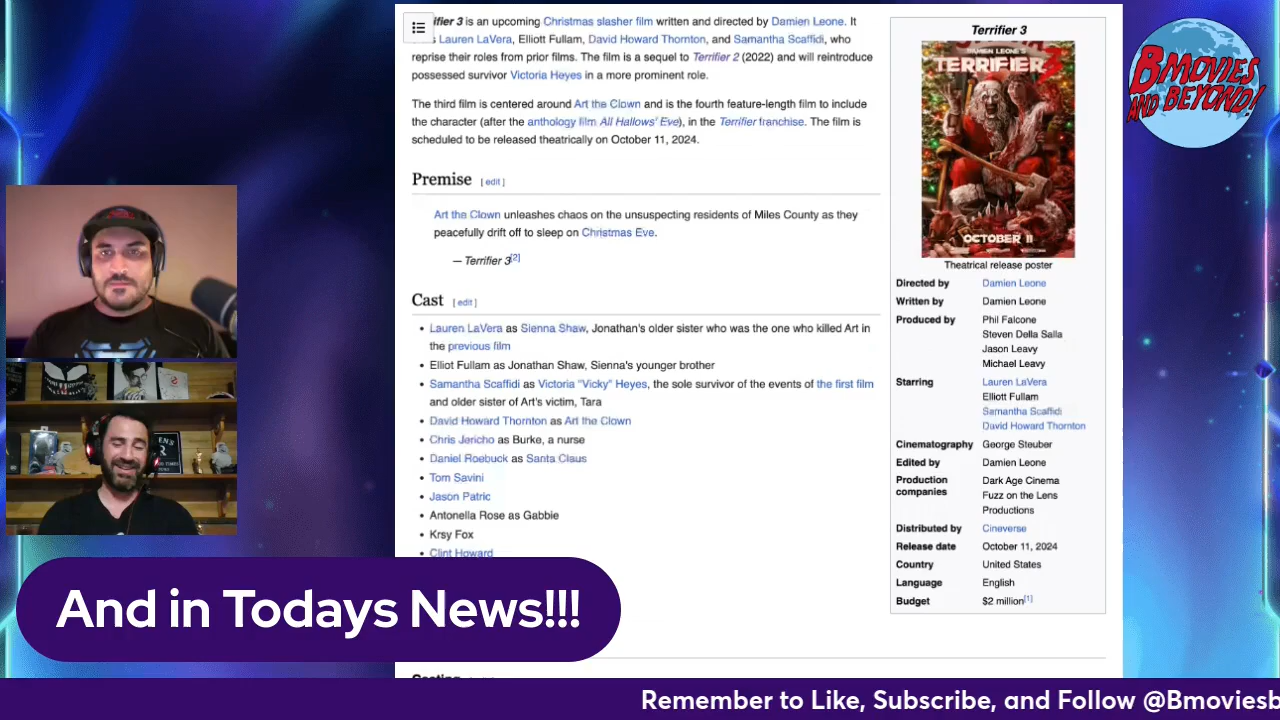 ifier 3 is an upcoming Christmas slasher film written and directed by Damien Leone. It
Lauren LaVera, Elliott Fullam, David Howard Thornton, and Samantha Scaffidi, who
reprise their roles from prior films. The film is a sequel to Terrifier 2 (2022) and will reintroduce
possessed survivor Victoria Heyes in a more prominent role.
The third film is centered around Art the Clown and is the fourth feature-length film to include
the character (after the anthology film All Hallows' Eve), in the Terrifier franchise. The film is
scheduled to be released theatrically on October 11, 2024.
Premise [ edit ]
Art the Clown unleashes chaos on the unsuspecting residents of Miles County as they
peacefully drift off to sleep on Christmas Eve.
— Terrifier 3[2]
Cast [ edit ]
• Lauren LaVera as Sienna Shaw, Jonathan's older sister who was the one who killed Art in
the previous film
• Elliot Fullam as Jonathan Shaw, Sienna's younger brother
• Samantha Scaffidi as Victoria "Vicky" Heyes, the sole survivor of the events of the first film
and older sister of Art's victim, Tara
• David Howard Thornton as Art the Clown
• Chris Jericho as Burke, a nurse
• Daniel Roebuck as Santa Claus
• Tom Savini
• Jason Patric
• Antonella Rose as Gabbie
• Krsy Fox
• Clint Howard
Terrifier 3
DAMIEN LEONE'S
TERRIFIER 3
OCTOBER 11
Theatrical release poster
Directed by Damien Leone
Written by Damien Leone
Produced by Phil Falcone
Steven Della Salla
Jason Leavy
Michael Leavy
Starring Lauren LaVera
Elliott Fullam
Samantha Scaffidi
David Howard Thornton
Cinematography George Steuber
Edited by Damien Leone
Production companies Dark Age Cinema
Fuzz on the Lens
Productions
Distributed by Cineverse
Release date October 11, 2024
Country United States
Language English
Budget $2 million[1]
BMOVIES
AND BEYOND!
And in Todays News!!!
Remember to Like, Subscribe, and Follow @Bmoviesb